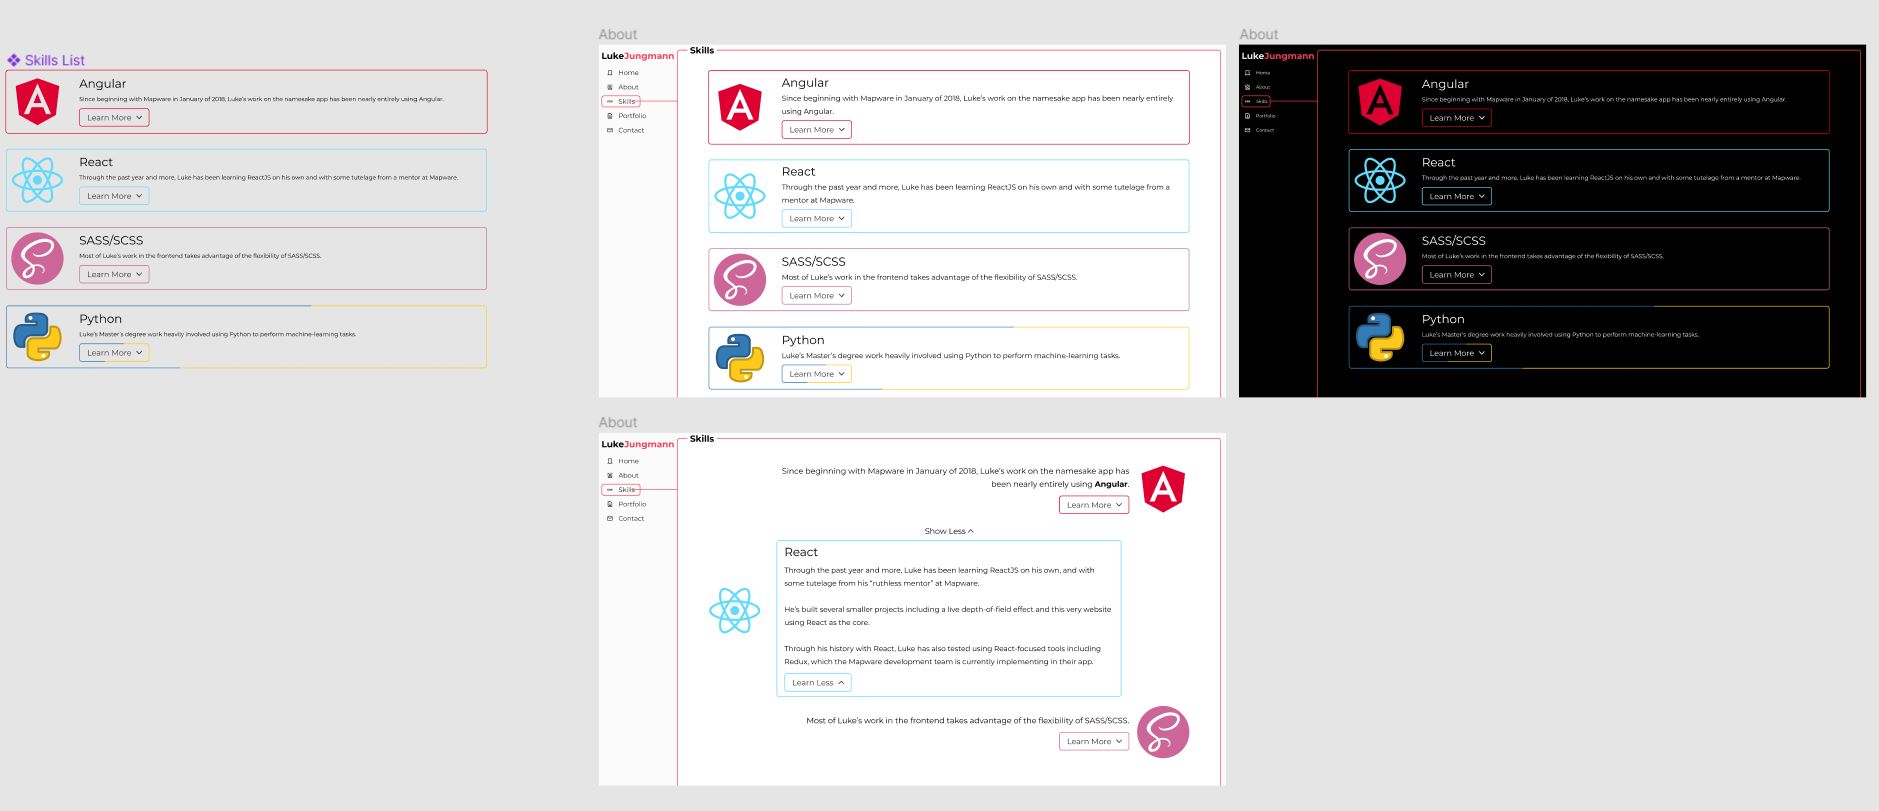 Skills List
Angular
Since beginning with Mapware in January of 2018, Luke's work on the namesake app has been nearly entirely using Angular.
Learn More
React
Through the past year and more, Luke has been learning ReactJS on his own and with some tutelage from a mentor at Mapware.
Learn More
SASS/SCSS
Most of Luke's work in the frontend takes advantage of the flexibility of SASS/SCSS.
Learn More
Python
Luke's Master's degree work heavily involved using Python to perform machine-learning tasks.
Learn More
About
LukeJungmann
Home
About
Skills
Portfolio
Contact
Skills
Angular
Since beginning with Mapware in January of 2018, Luke's work on the namesake app has been nearly entirely
using Angular.
Learn More
React
Through the past year and more, Luke has been learning ReactJS on his own and with some tutelage from a
mentor at Mapware.
Learn More
SASS/SCSS
Most of Luke's work in the frontend takes advantage of the flexibility of SASS/SCSS.
Learn More
Python
Luke's Master's degree work heavily involved using Python to perform machine-learning tasks.
Learn More
About
LukeJungmann
Home
About
Skills
Portfolio
Contact
Angular
Since beginning with Mapware in January of 2018, Luke's work on the namesake app has been nearly entirely using Angular.
Learn More
React
Through the past year and more, Luke has been learning ReactJS on his own and with some tutelage from a mentor at Mapware.
Learn More
SASS/SCSS
Most of Luke's work in the frontend takes advantage of the flexibility of SASS/SCSS.
Learn More
Python
Luke's Master's degree work heavily involved using Python to perform machine-learning tasks.
Learn More
About
LukeJungmann
Home
About
Skills
Portfolio
Contact
Skills
Since beginning with Mapware in January of 2018, Luke's work on the namesake app has
been nearly entirely using Angular.
Learn More
Show Less
React
Through the past year and more, Luke has been learning ReactJS on his own, and with
some tutelage from his "ruthless mentor" at Mapware.
He's built several smaller projects including a live depth-of-field effect and this very website
using React as the core.
Through his history with React, Luke has also tested using React-focused tools including
Redux, which the Mapware development team is currently implementing in their app.
Learn Less
Most of Luke's work in the frontend takes advantage of the flexibility of SASS/SCSS.
Learn More